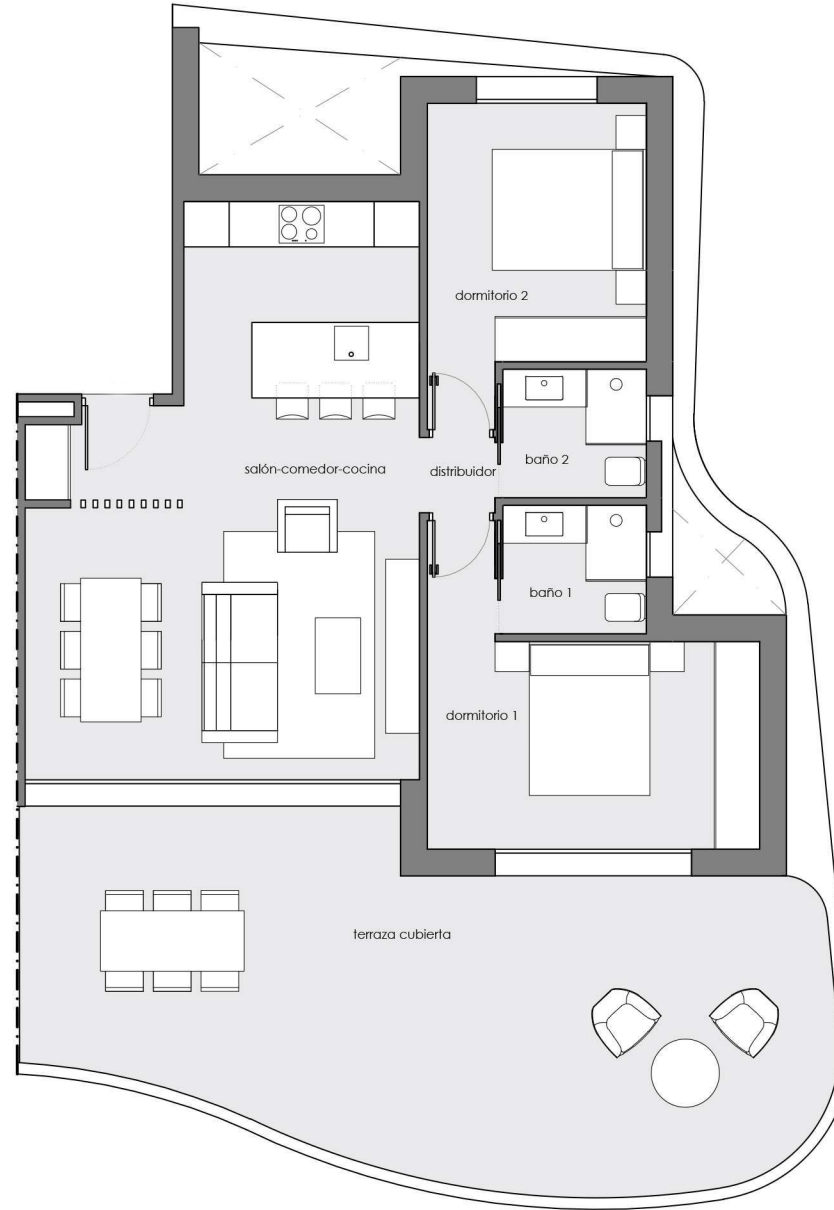 dormitorio 2
salón-comedor-cocina
distribuidor
baño 2
baño 1
dormitorio 1
terraza cubierta